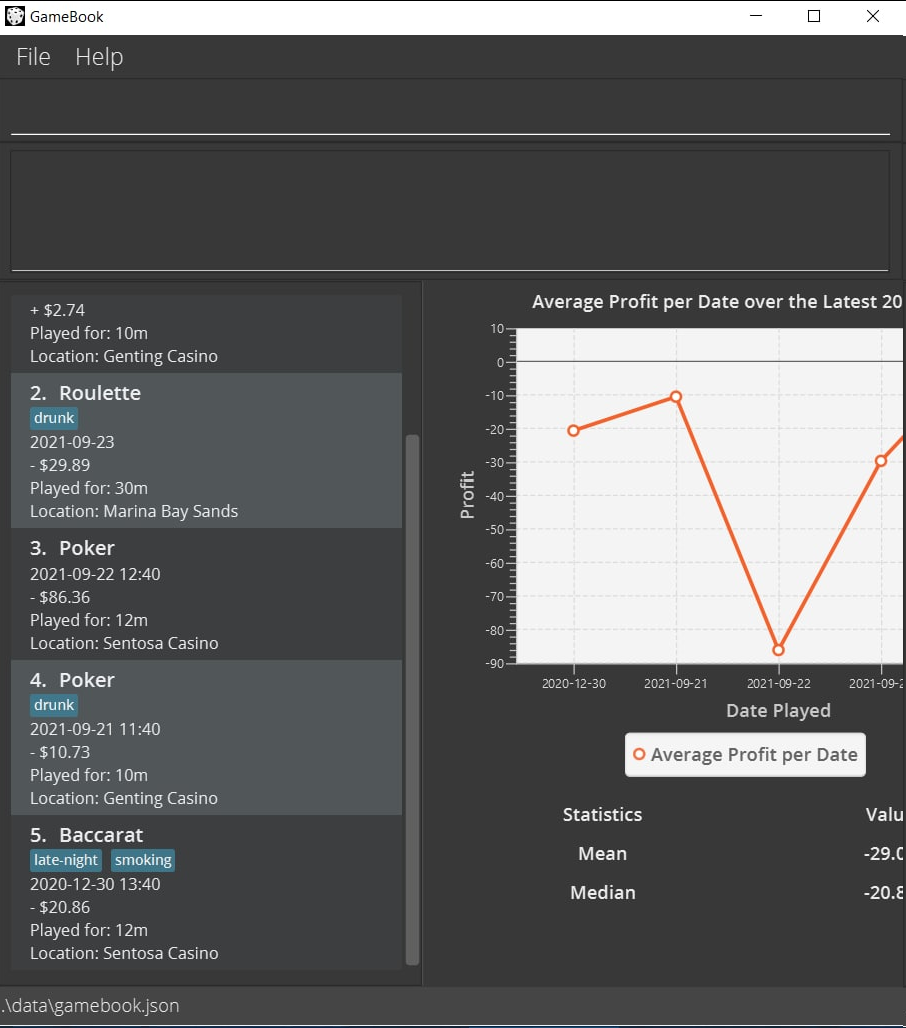 GameBook
File Help
+ $2.74
Played for: 10m
Location: Genting Casino
2. Roulette
drunk
2021-09-23
- $29.89
Played for: 30m
Location: Marina Bay Sands
3. Poker
2021-09-22 12:40
- $86.36
Played for: 12m
Location: Sentosa Casino
4. Poker
drunk
2021-09-21 11:40
- $10.73
Played for: 10m
Location: Genting Casino
5. Baccarat
late-night smoking
2020-12-30 13:40
- $20.86
Played for: 12m
Location: Sentosa Casino
Average Profit per Date over the Latest 20
10
0
-10
-20
-30
-40
-50
-60
-70
-80
-90
Profit
2020-12-30 2021-09-21 2021-09-22 2021-09-2
Date Played
Average Profit per Date
Statistics Valu
Mean -29.0
Median -20.8
.\data\gamebook.json